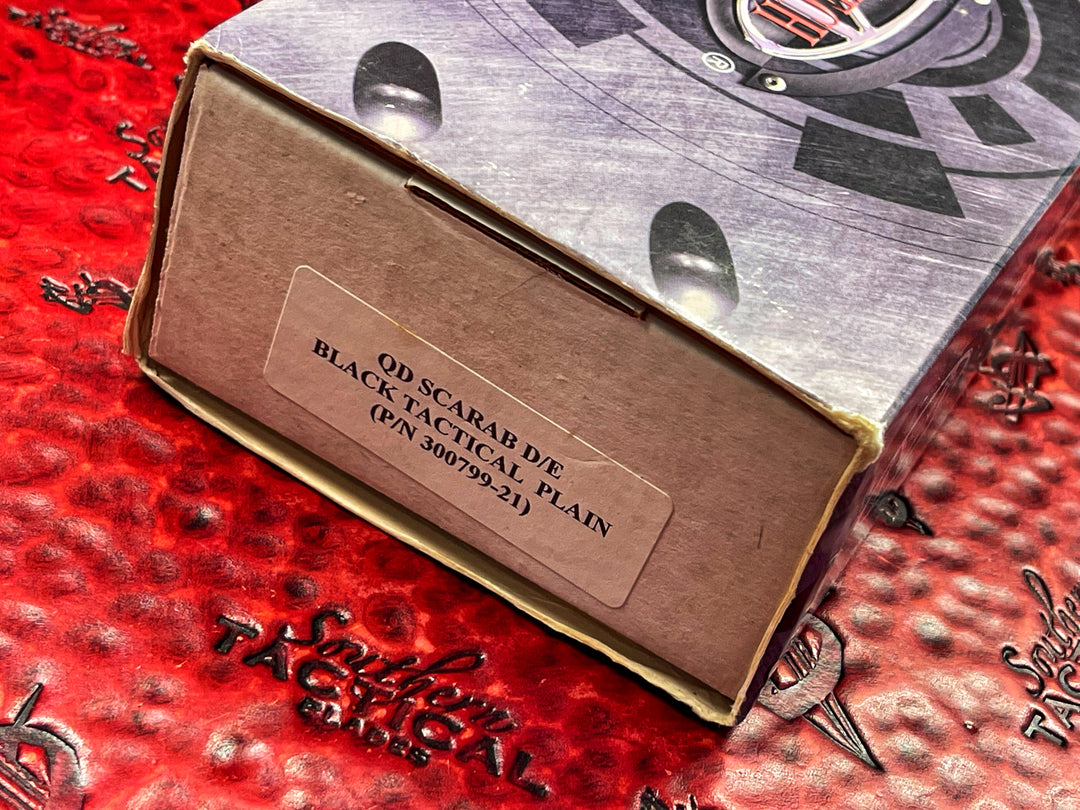 ®
QD SCARAB D/E
BLACK TACTICAL PLAIN
(P/N 300799-21)
Southern
TACTICAL
BLADES